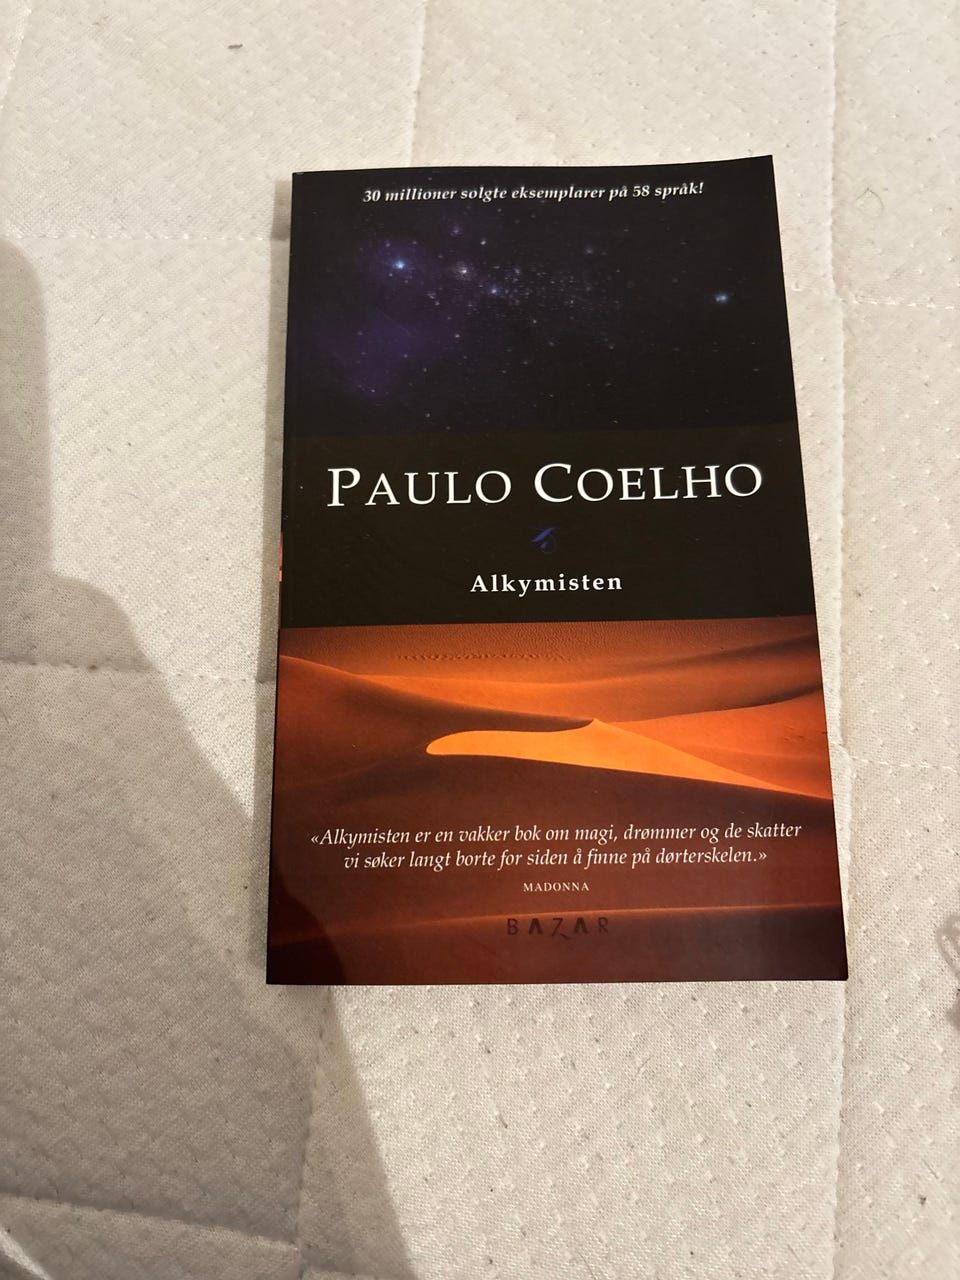 30 millioner solgte eksemplarer på 58 språk!
PAULO COELHO
Alkymisten
«Alkymisten er en vakker bok om magi, drømmer og de skatter
vi søker langt borte for siden å finne på dørterskelen.»
MADONNA
BAZAR